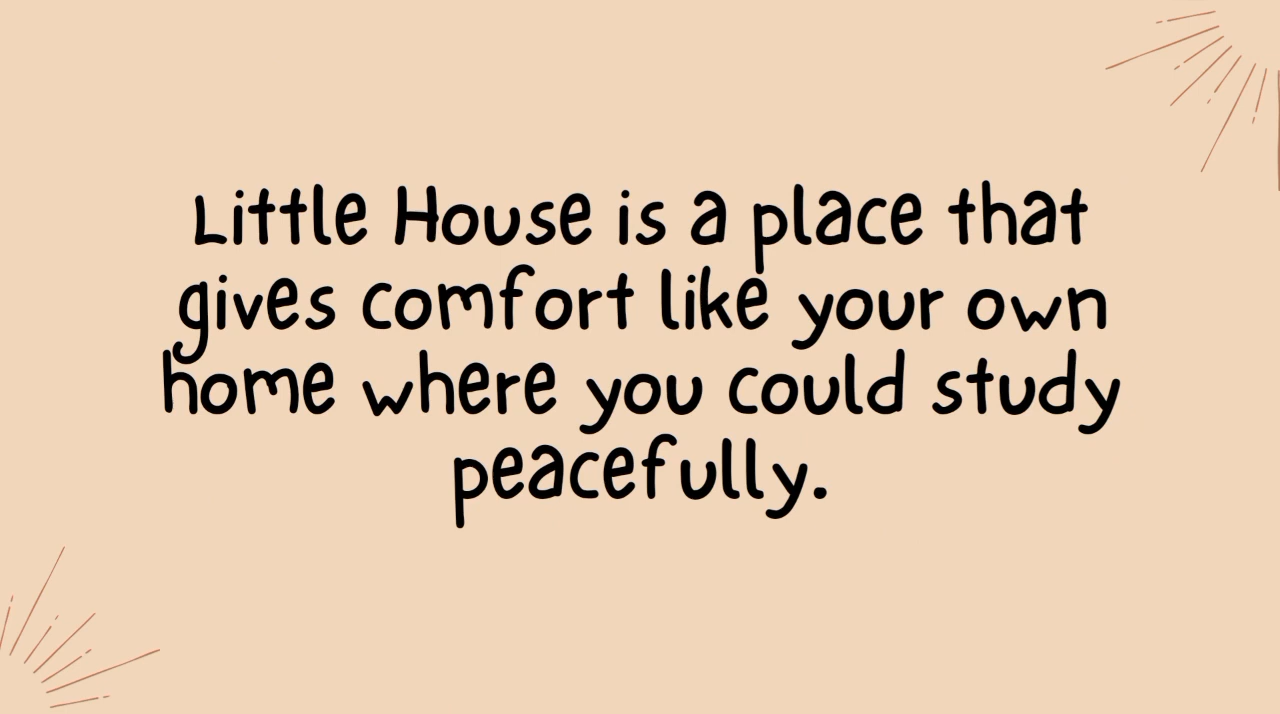 Little House is a place that
gives comfort like your own
home where you could study
peacefully.